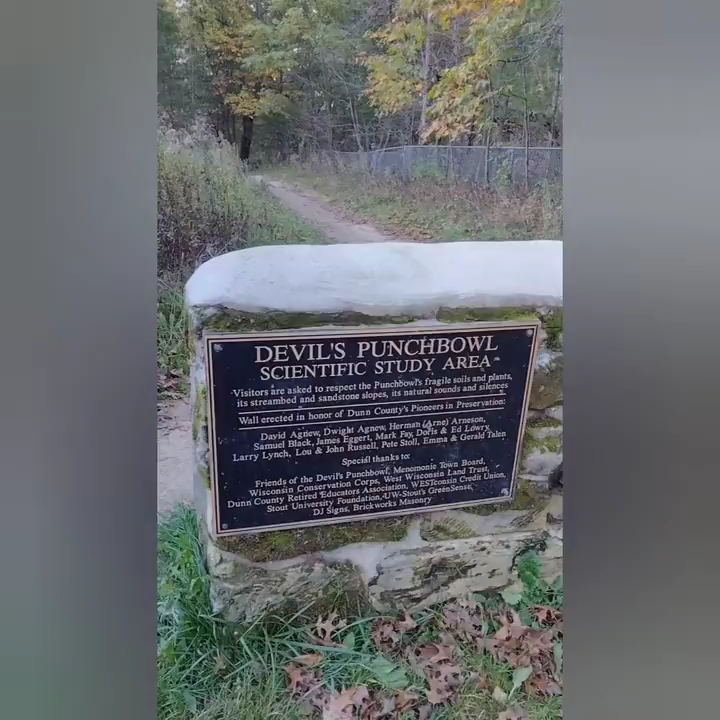 DEVIL'S PUNCHBOWL
SCIENTIFIC STUDY AREA
Visitors are asked to respect the Punchbowl's fragile soils and plants,
its streambed and sandstone slopes, its natural sounds and silences
Wall erected in honor of Dunn County's Pioneers in Preservation:
David Agnew, Dwight Agnew, Herman (Arne) Arneson,
Samuel Black, James Eggert, Mark Fay, Doris & Ed Lowry,
Larry Lynch, Lou & John Russell, Pete Stoll, Emma & Gerald Talen
Special thanks to:
Friends of the Devil's Punchbowl, Menomonie Town Board,
Wisconsin Conservation Corps, West Wisconsin Land Trust,
Dunn County Retired Educators Association, WESTconsin Credit Union,
Stout University Foundation, UW-Stout's GreenSense,
DJ Signs, Brickworks Masonry